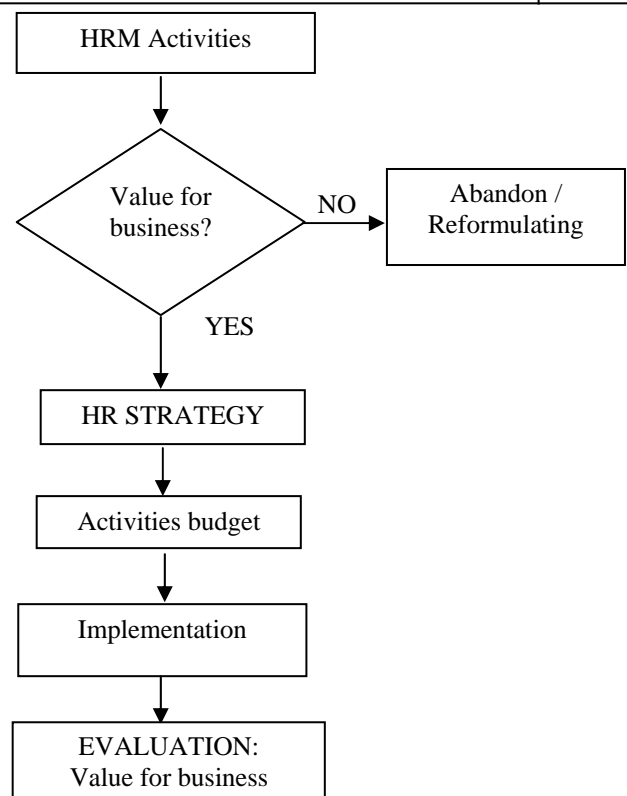 HRM Activities
Value for
business?
NO
Abandon /
Reformulating
YES
HR STRATEGY
Activities budget
Implementation
EVALUATION:
Value for business